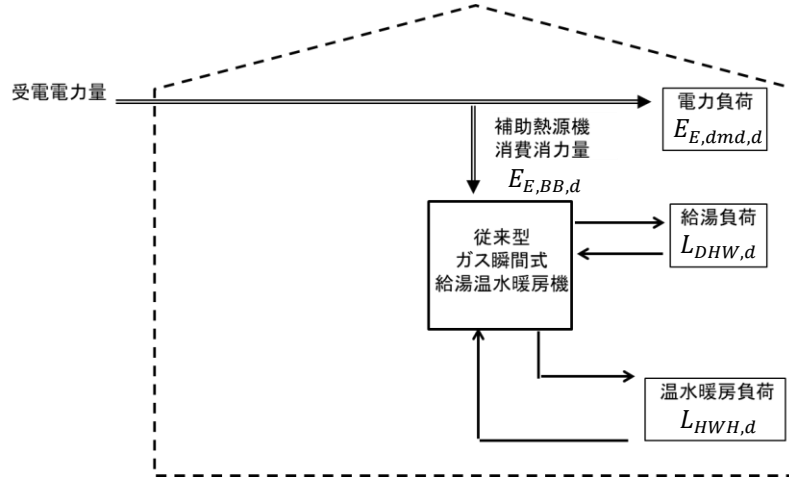 受電電力量
電力負荷
E_{E,dmd,d}
補助熱源機
消費消力量
E_{E,BB,d}
従来型
ガス瞬間式
給湯温水暖房機
給湯負荷
L_{DHW,d}
温水暖房負荷
L_{HWH,d}